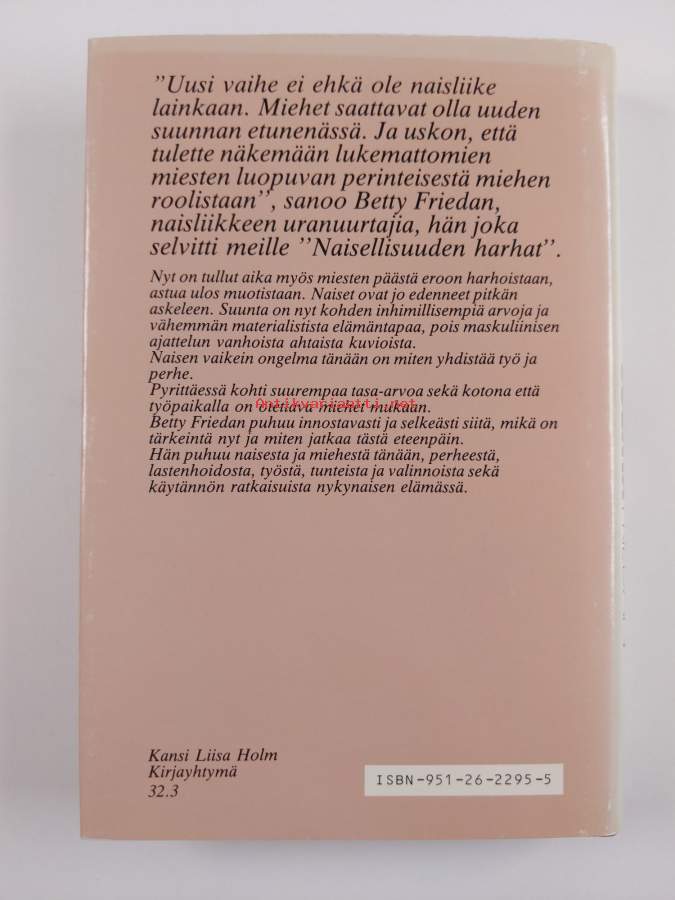 ”Uusi vaihe ei ehkä ole naisliike
lainkaan. Miehet saattavat olla uuden
suunnan etunenässä. Ja uskon, että
tulette näkemään lukemattomien
miesten luopuvan perinteisestä miehen
roolistaan”, sanoo Betty Friedan,
naisliikkeen uranuurtajia, hän joka
selvitti meille ”Naisellisuuden harhat”.
Nyt on tullut aika myös miesten päästä eroon harhoistaan,
astua ulos muotistaan. Naiset ovat jo edenneet pitkän
askeleen. Suunta on nyt kohden inhimillisempiä arvoja ja
vähemmän materialistista elämäntapaa, pois maskuliinisen
ajattelun vanhoista ahtaista kuvioista.
Naisen vaikein ongelma tänään on miten yhdistää työ ja
perhe.
Pyrittäessä kohti suurempaa tasa-arvoa sekä kotona että
Antikvariaatti.net
työpaikalla on otettava miehet mukaan.
Betty Friedan puhuu innostavasti ja selkeästi siitä, mikä on
tärkeintä nyt ja miten jatkaa tästä eteenpäin.
Hän puhuu naisesta ja miehestä tänään, perheestä,
lastenhoidosta, työstä, tunteista ja valinnoista sekä
käytännön ratkaisuista nykynaisen elämässä.
Kansi Liisa Holm
Kirjayhtymä
32.3
ISBN-951-26-2295-5